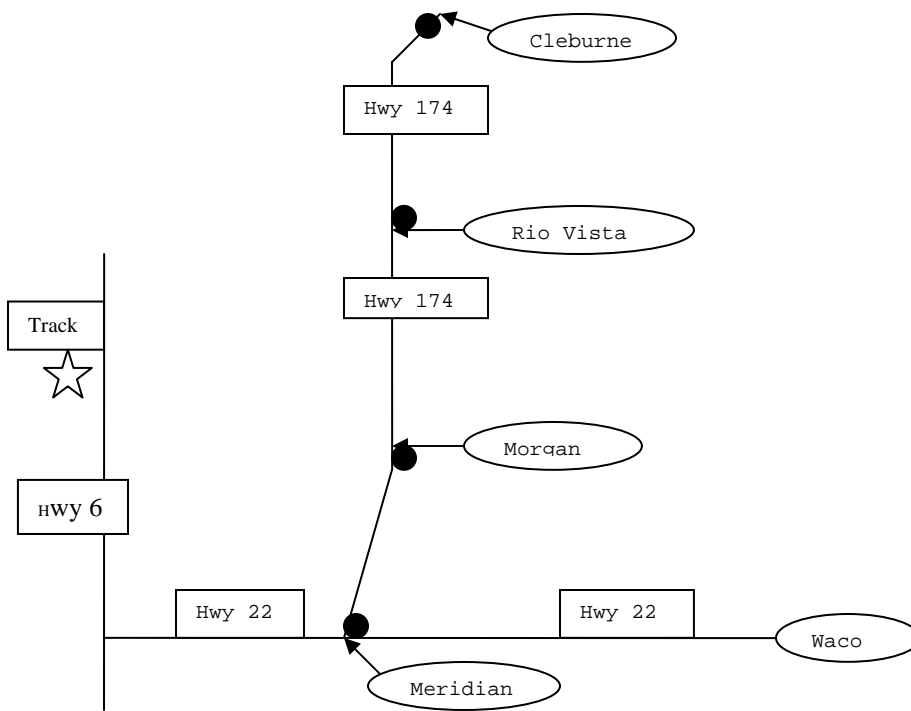 Cleburne
Hwy 174
Rio Vista
Hwy 174
Track
Morgan
Hwy 6
Hwy 22
Hwy 22
Waco
Meridian